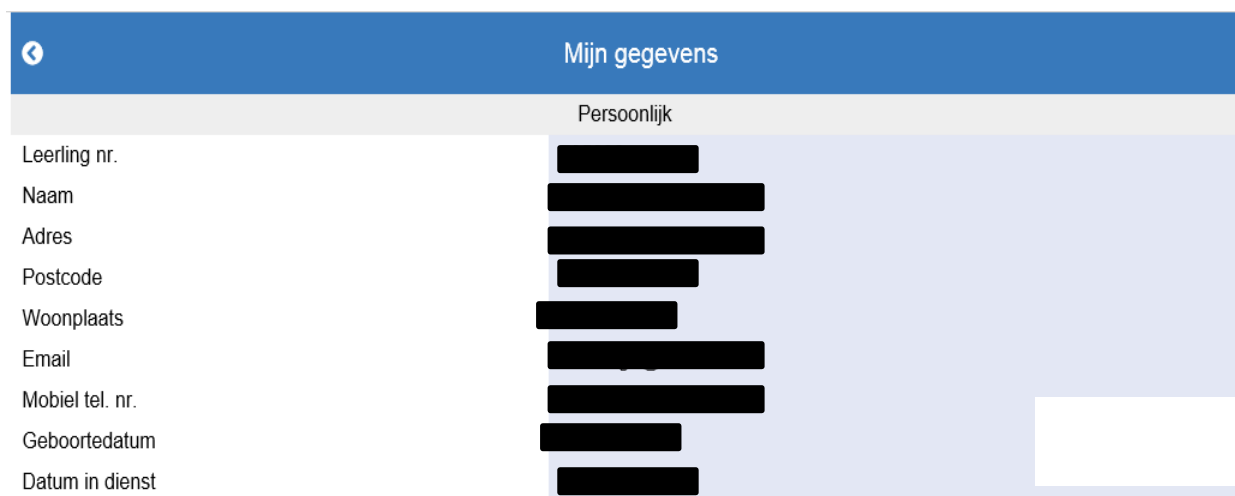 Mijn gegevens
Persoonlijk
Leerling nr.
Naam
Adres
Postcode
Woonplaats
Email
Mobiel tel. nr.
Geboortedatum
Datum in dienst